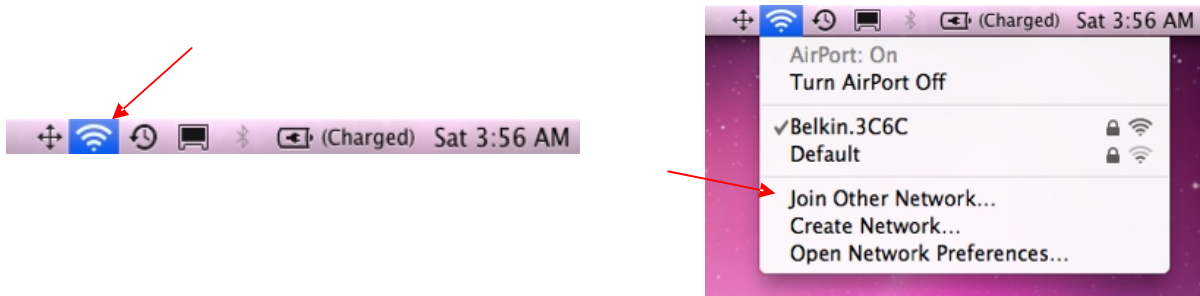 (Charged) Sat 3:56 AM
(Charged) Sat 3:56 AM
AirPort: On
Turn AirPort Off
Belkin.3C6C
Default
Join Other Network...
Create Network...
Open Network Preferences...